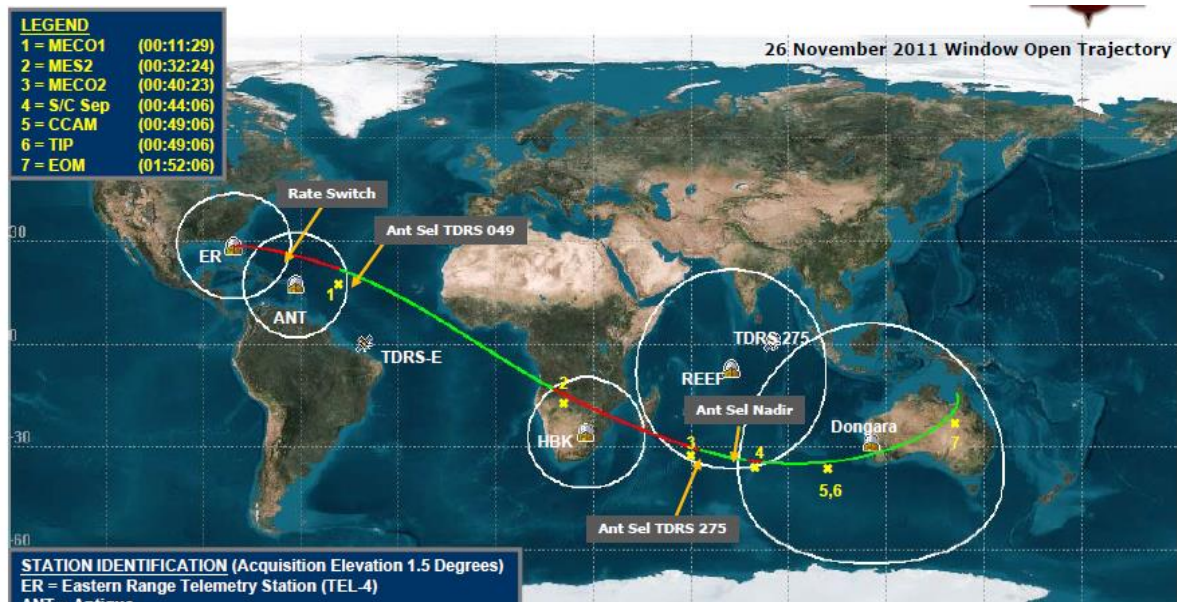 LEGEND
1 = MECO1 (00:11:29)
2 = MES2 (00:32:24)
3 = MECO2 (00:40:23)
4 = S/C Sep (00:44:06)
5 = CCAM (00:49:06)
6 = TIP (00:49:06)
7 = EOM (01:52:06)
26 November 2011 Window Open Trajectory
Rate Switch
Ant Sel TDRS 049
30
ER
1
ANT
0
TDRS-E
TDRS 275
REEF
2
Ant Sel Nadir
HBK
Dongara
7
30
3
4
5,6
Ant Sel TDRS 275
60
STATION IDENTIFICATION (Acquisition Elevation 1.5 Degrees)
ER = Eastern Range Telemetry Station (TEL-4)